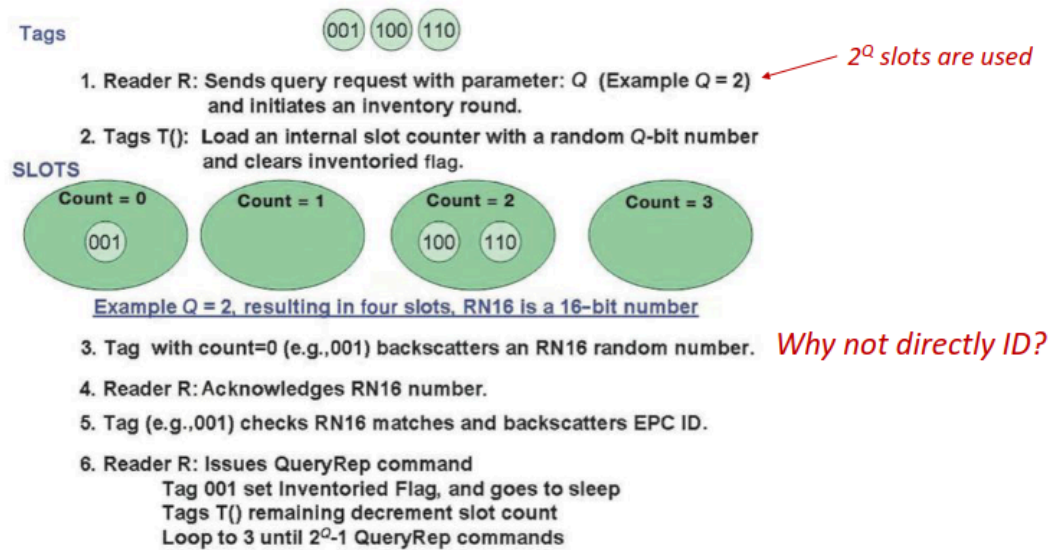 Tags
001 100 110
2^Q slots are used
1. Reader R: Sends query request with parameter: Q (Example Q = 2)
and initiates an inventory round.
2. Tags T(): Load an internal slot counter with a random Q-bit number
and clears inventoried flag.
SLOTS
Count = 0 Count = 1 Count = 2 Count = 3
001 100 110
Example Q = 2, resulting in four slots, RN16 is a 16-bit number
3. Tag with count=0 (e.g.,001) backscatters an RN16 random number. Why not directly ID?
4. Reader R: Acknowledges RN16 number.
5. Tag (e.g.,001) checks RN16 matches and backscatters EPC ID.
6. Reader R: Issues QueryRep command
Tag 001 set Inventoried Flag, and goes to sleep
Tags T() remaining decrement slot count
Loop to 3 until 2^Q-1 QueryRep commands